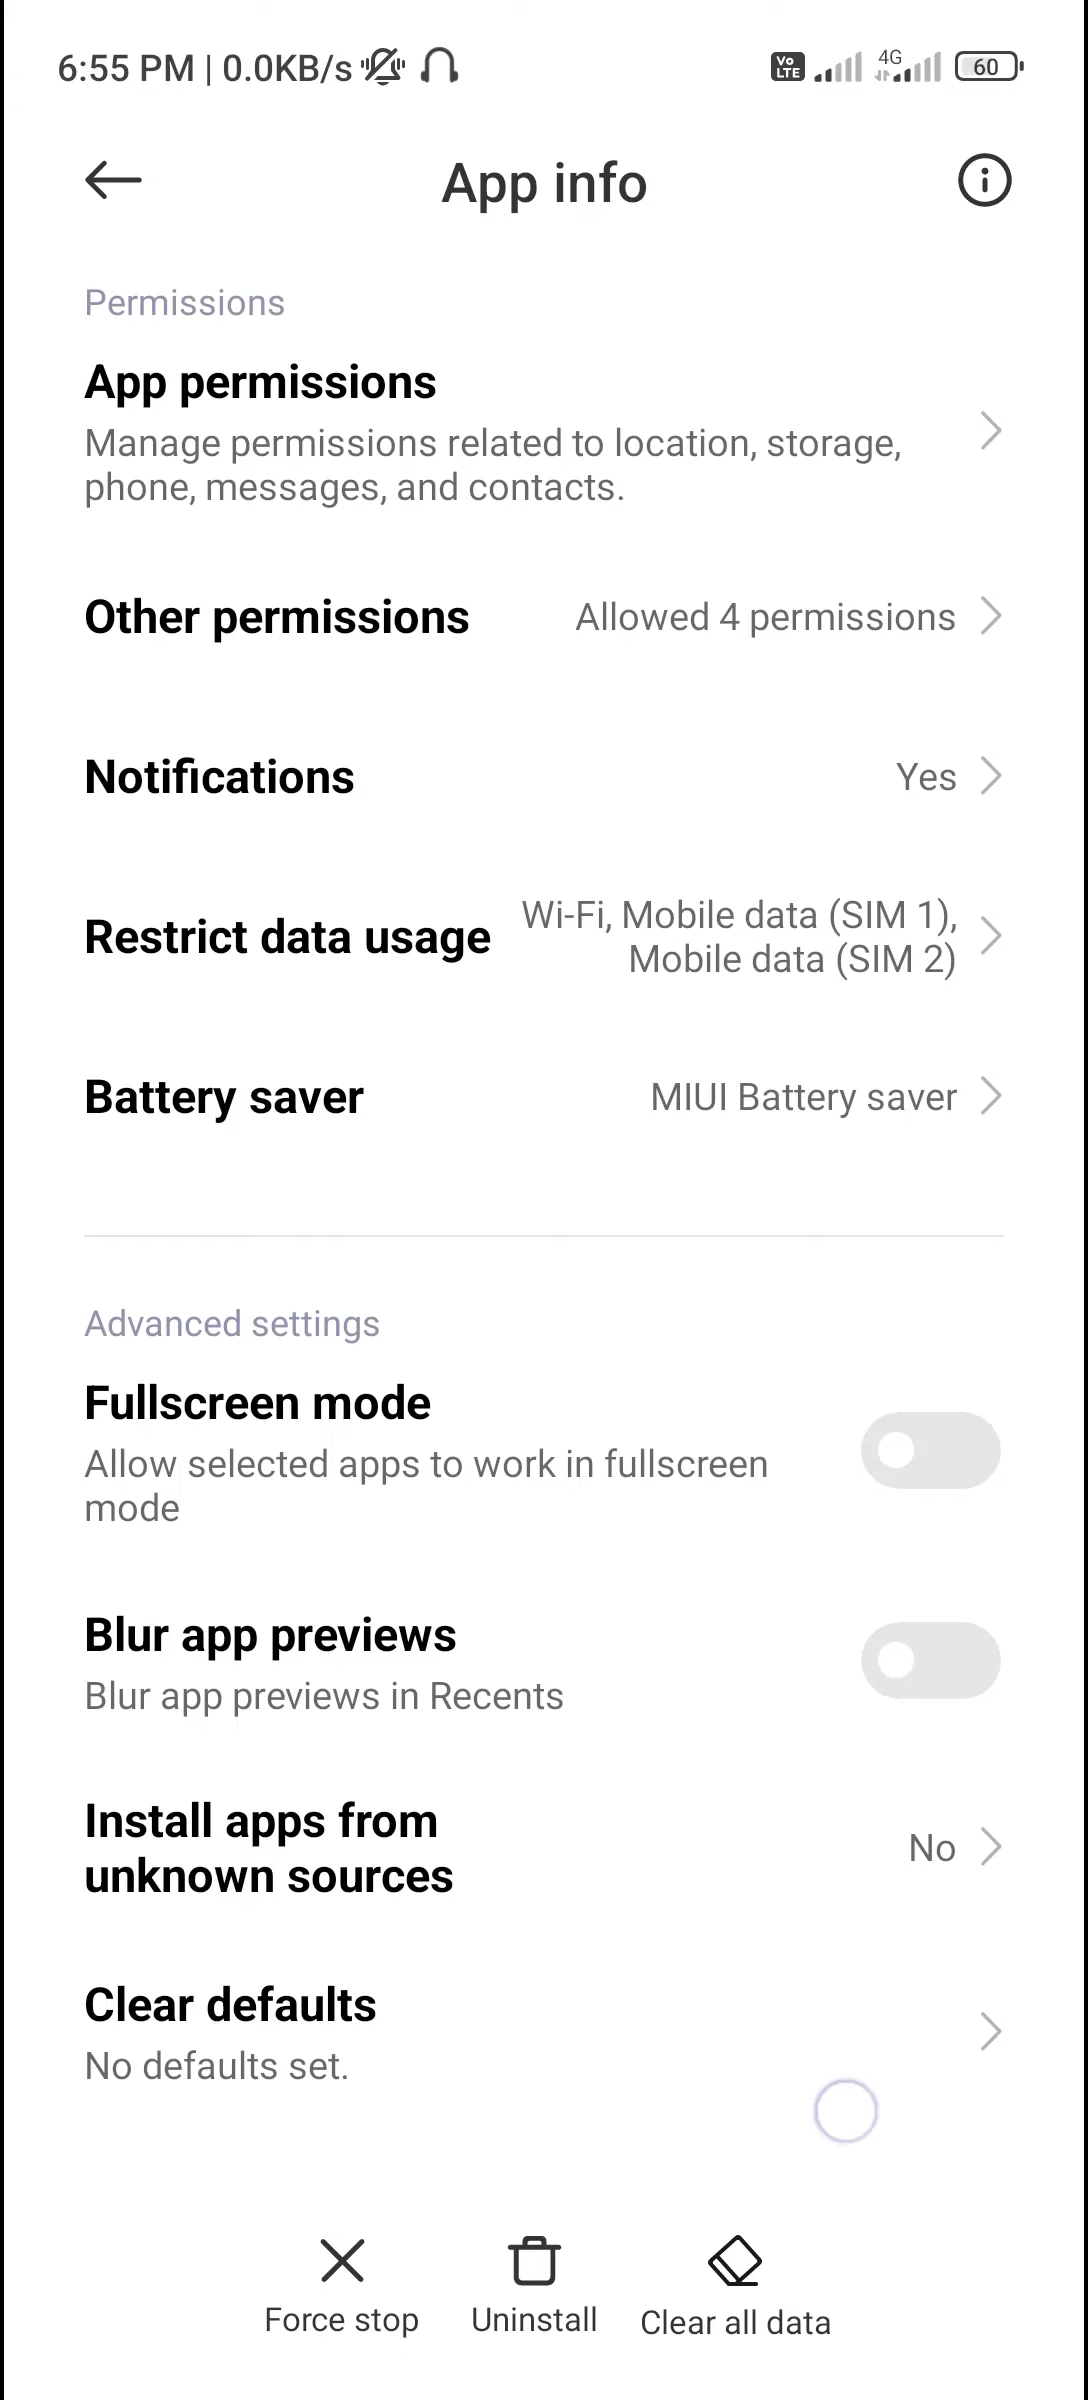 6:55 PM | 0.0KB/s Vo LTE 4G 60
App info
Permissions
App permissions
Manage permissions related to location, storage,
phone, messages, and contacts.
Other permissions Allowed 4 permissions
Notifications Yes
Restrict data usage Wi-Fi, Mobile data (SIM 1),
Mobile data (SIM 2)
Battery saver MIUI Battery saver
Advanced settings
Fullscreen mode
Allow selected apps to work in fullscreen
mode
Blur app previews
Blur app previews in Recents
Install apps from
unknown sources No
Clear defaults
No defaults set.
Force stop Uninstall Clear all data